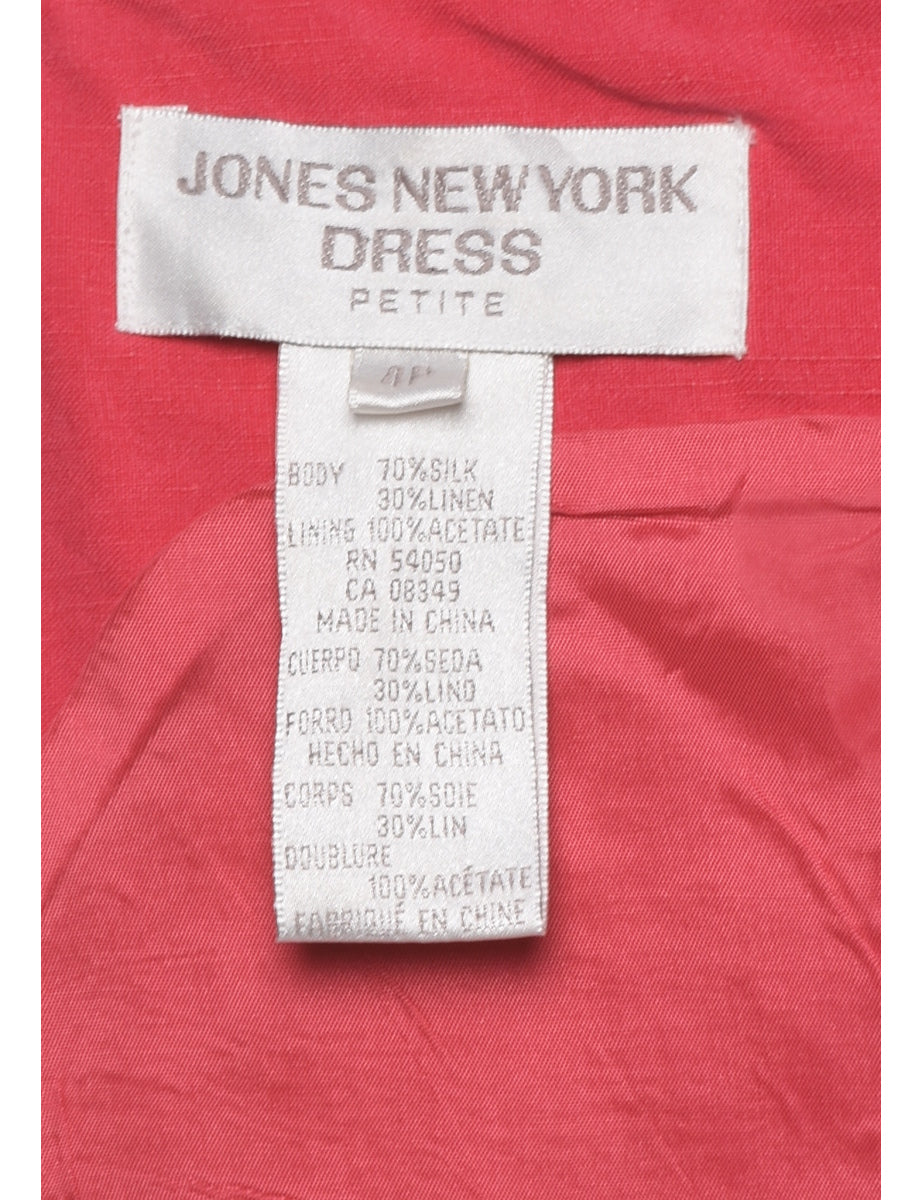 JONES NEW YORK
DRESS
PETITE
4P
BODY 70%SILK
30%LINEN
LINING 100%ACETATE
RN 54050
CA 08349
MADE IN CHINA
CUERPO 70%SEDA
30%LINO
FORRO 100%ACETATO
HECHO EN CHINA
CORPS 70%SOIE
30%LIN
DOUBLURE
100%ACÉTATE
FABRIQUÉ EN CHINE